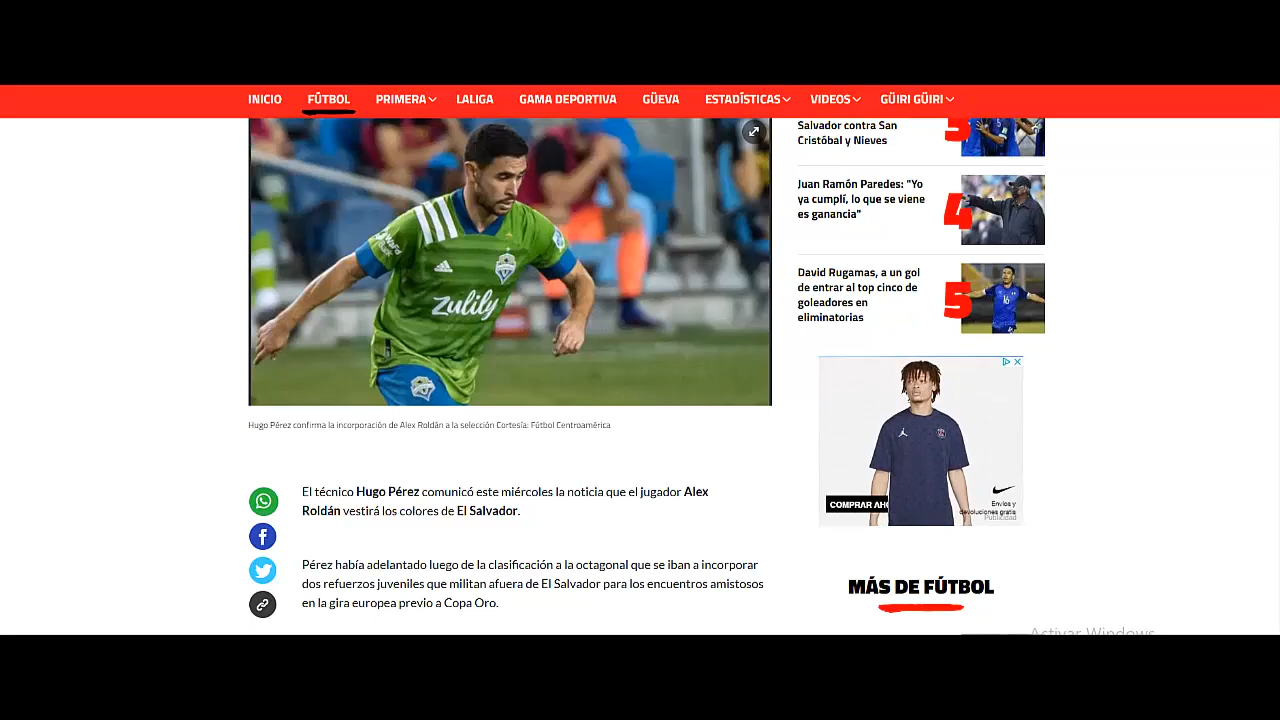 INICIO FÚTBOL PRIMERA LALIGA GAMA DEPORTIVA GÜEVA ESTADÍSTICAS VIDEOS GÜIRI GÜIRI
zulily
Hugo Pérez confirma la incorporación de Alex Roldán a la selección Cortesía: Fútbol Centroamérica
El técnico Hugo Pérez comunicó este miércoles la noticia que el jugador Alex
Roldán vestirá los colores de El Salvador.
Pérez había adelantado luego de la clasificación a la octagonal que se iban a incorporar
dos refuerzos juveniles que militan afuera de El Salvador para los encuentros amistosos
en la gira europea previo a Copa Oro.
Salvador contra San
Cristóbal y Nieves
3
Juan Ramón Paredes: "Yo
ya cumplí, lo que se viene
es ganancia"
4
David Rugamas, a un gol
de entrar al top cinco de
goleadores en
eliminatorias
5
16
COMPRAR AHO
Envíos y
devoluciones gratis
Publicidad
MÁS DE FÚTBOL
Activar Windows